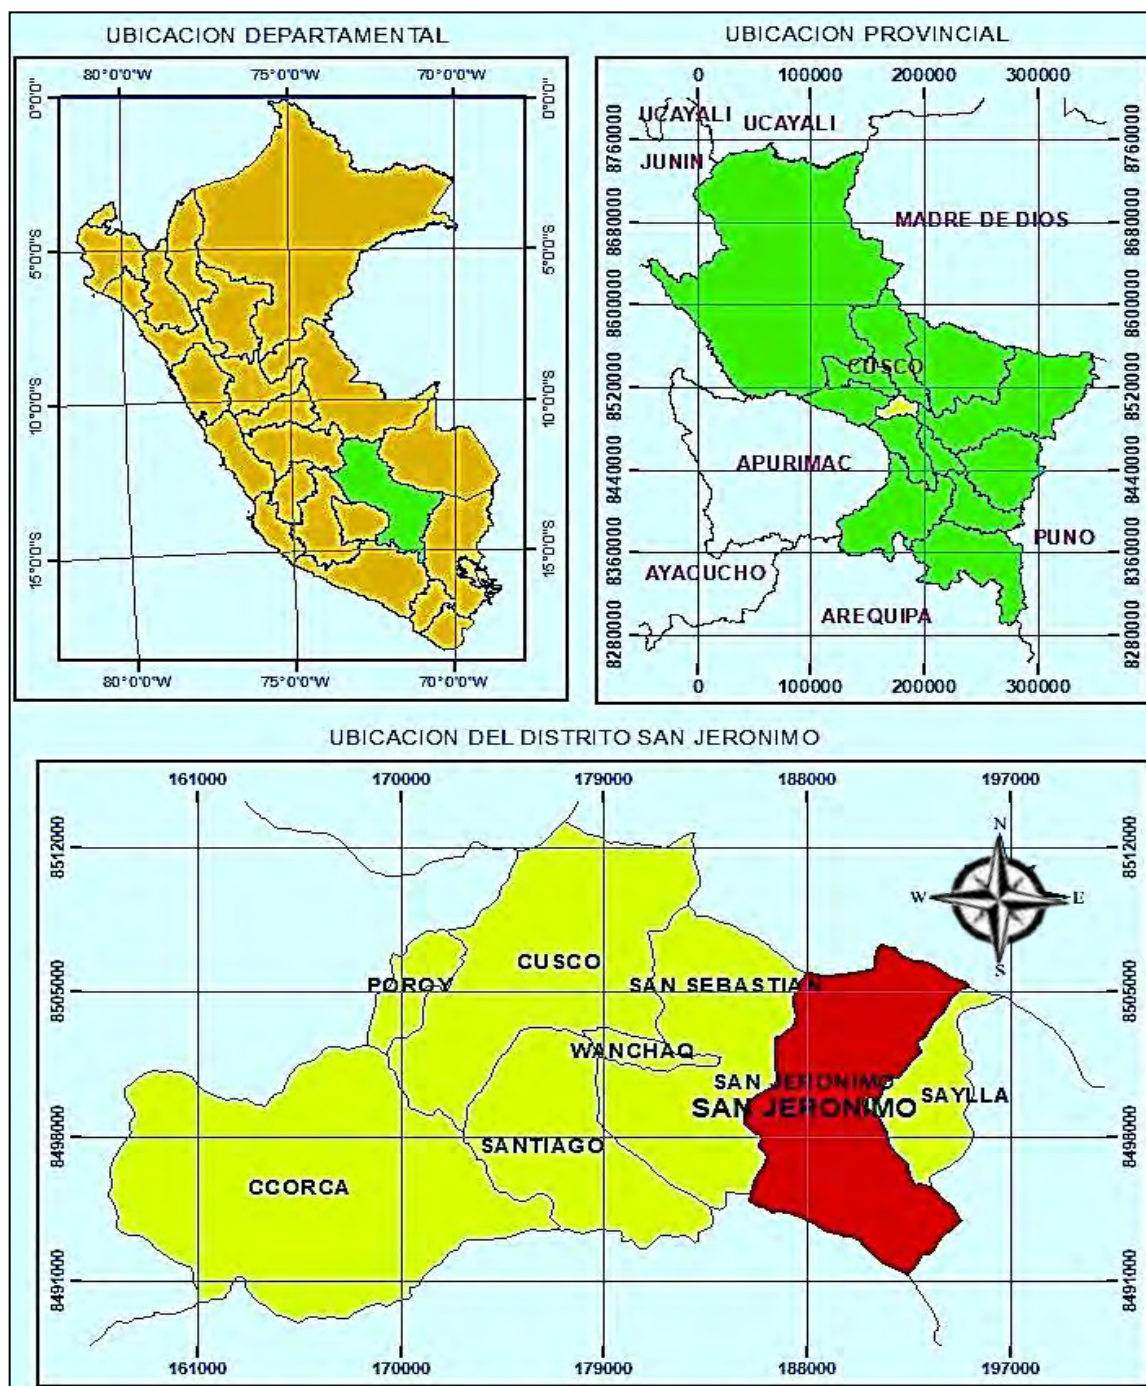 UBICACION DEPARTAMENTAL
80°0'0"W 75°0'0"W 70°0'0"W
0°0'0"
0°0'0"
5°0'0"S
5°0'0"S
10°0'0"S
10°0'0"S
15°0'0"S
15°0'0"S
80°0'0"W 75°0'0"W 70°0'0"W
UBICACION PROVINCIAL
0 100000 200000 300000
UCAYALI
UCAYALI
8760000
8760000
JUNIN
MADRE DE DIOS
8680000
8680000
8600000
8600000
CUSCO
8520000
8520000
APURIMAC
8440000
8440000
PUNO
8360000
8360000
AYACUCHO
AREQUIPA
8280000
8280000
0 100000 200000 300000
UBICACION DEL DISTRITO SAN JERONIMO
161000 170000 179000 188000 197000
N
8512000
8512000
W E
S
CUSCO
POROY
SAN SEBASTIAN
8505000
8505000
WANCHAQ
SAN JERONIMO
SAYLLA
SAN JERONIMO
8498000
8498000
SANTIAGO
CCORCA
8491000
8491000
161000 170000 179000 188000 197000